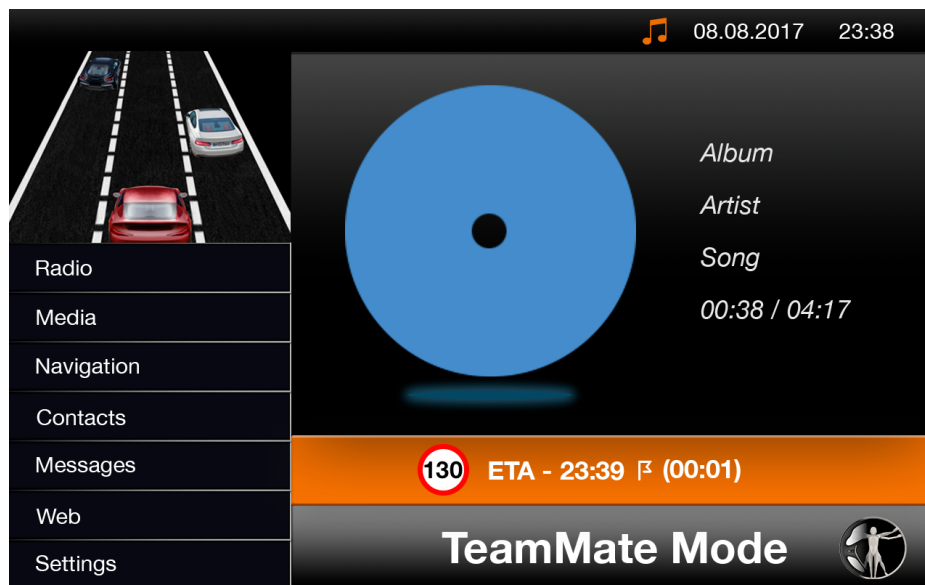 08.08.2017 23:38
Album
Artist
Song
00:38 / 04:17
Radio
Media
Navigation
Contacts
Messages
Web
Settings
130 ETA - 23:39 (00:01)
TeamMate Mode